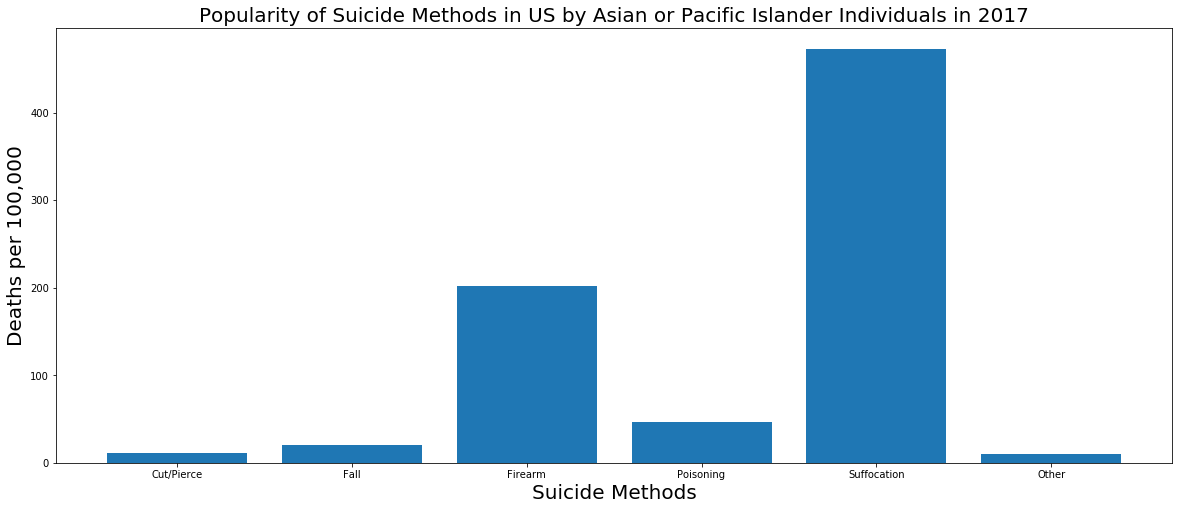 Popularity of Suicide Methods in US by Asian or Pacific Islander Individuals in 2017
Deaths per 100,000
400
300
200
100
0
Cut/Pierce Fall Firearm Poisoning Suffocation Other
Suicide Methods